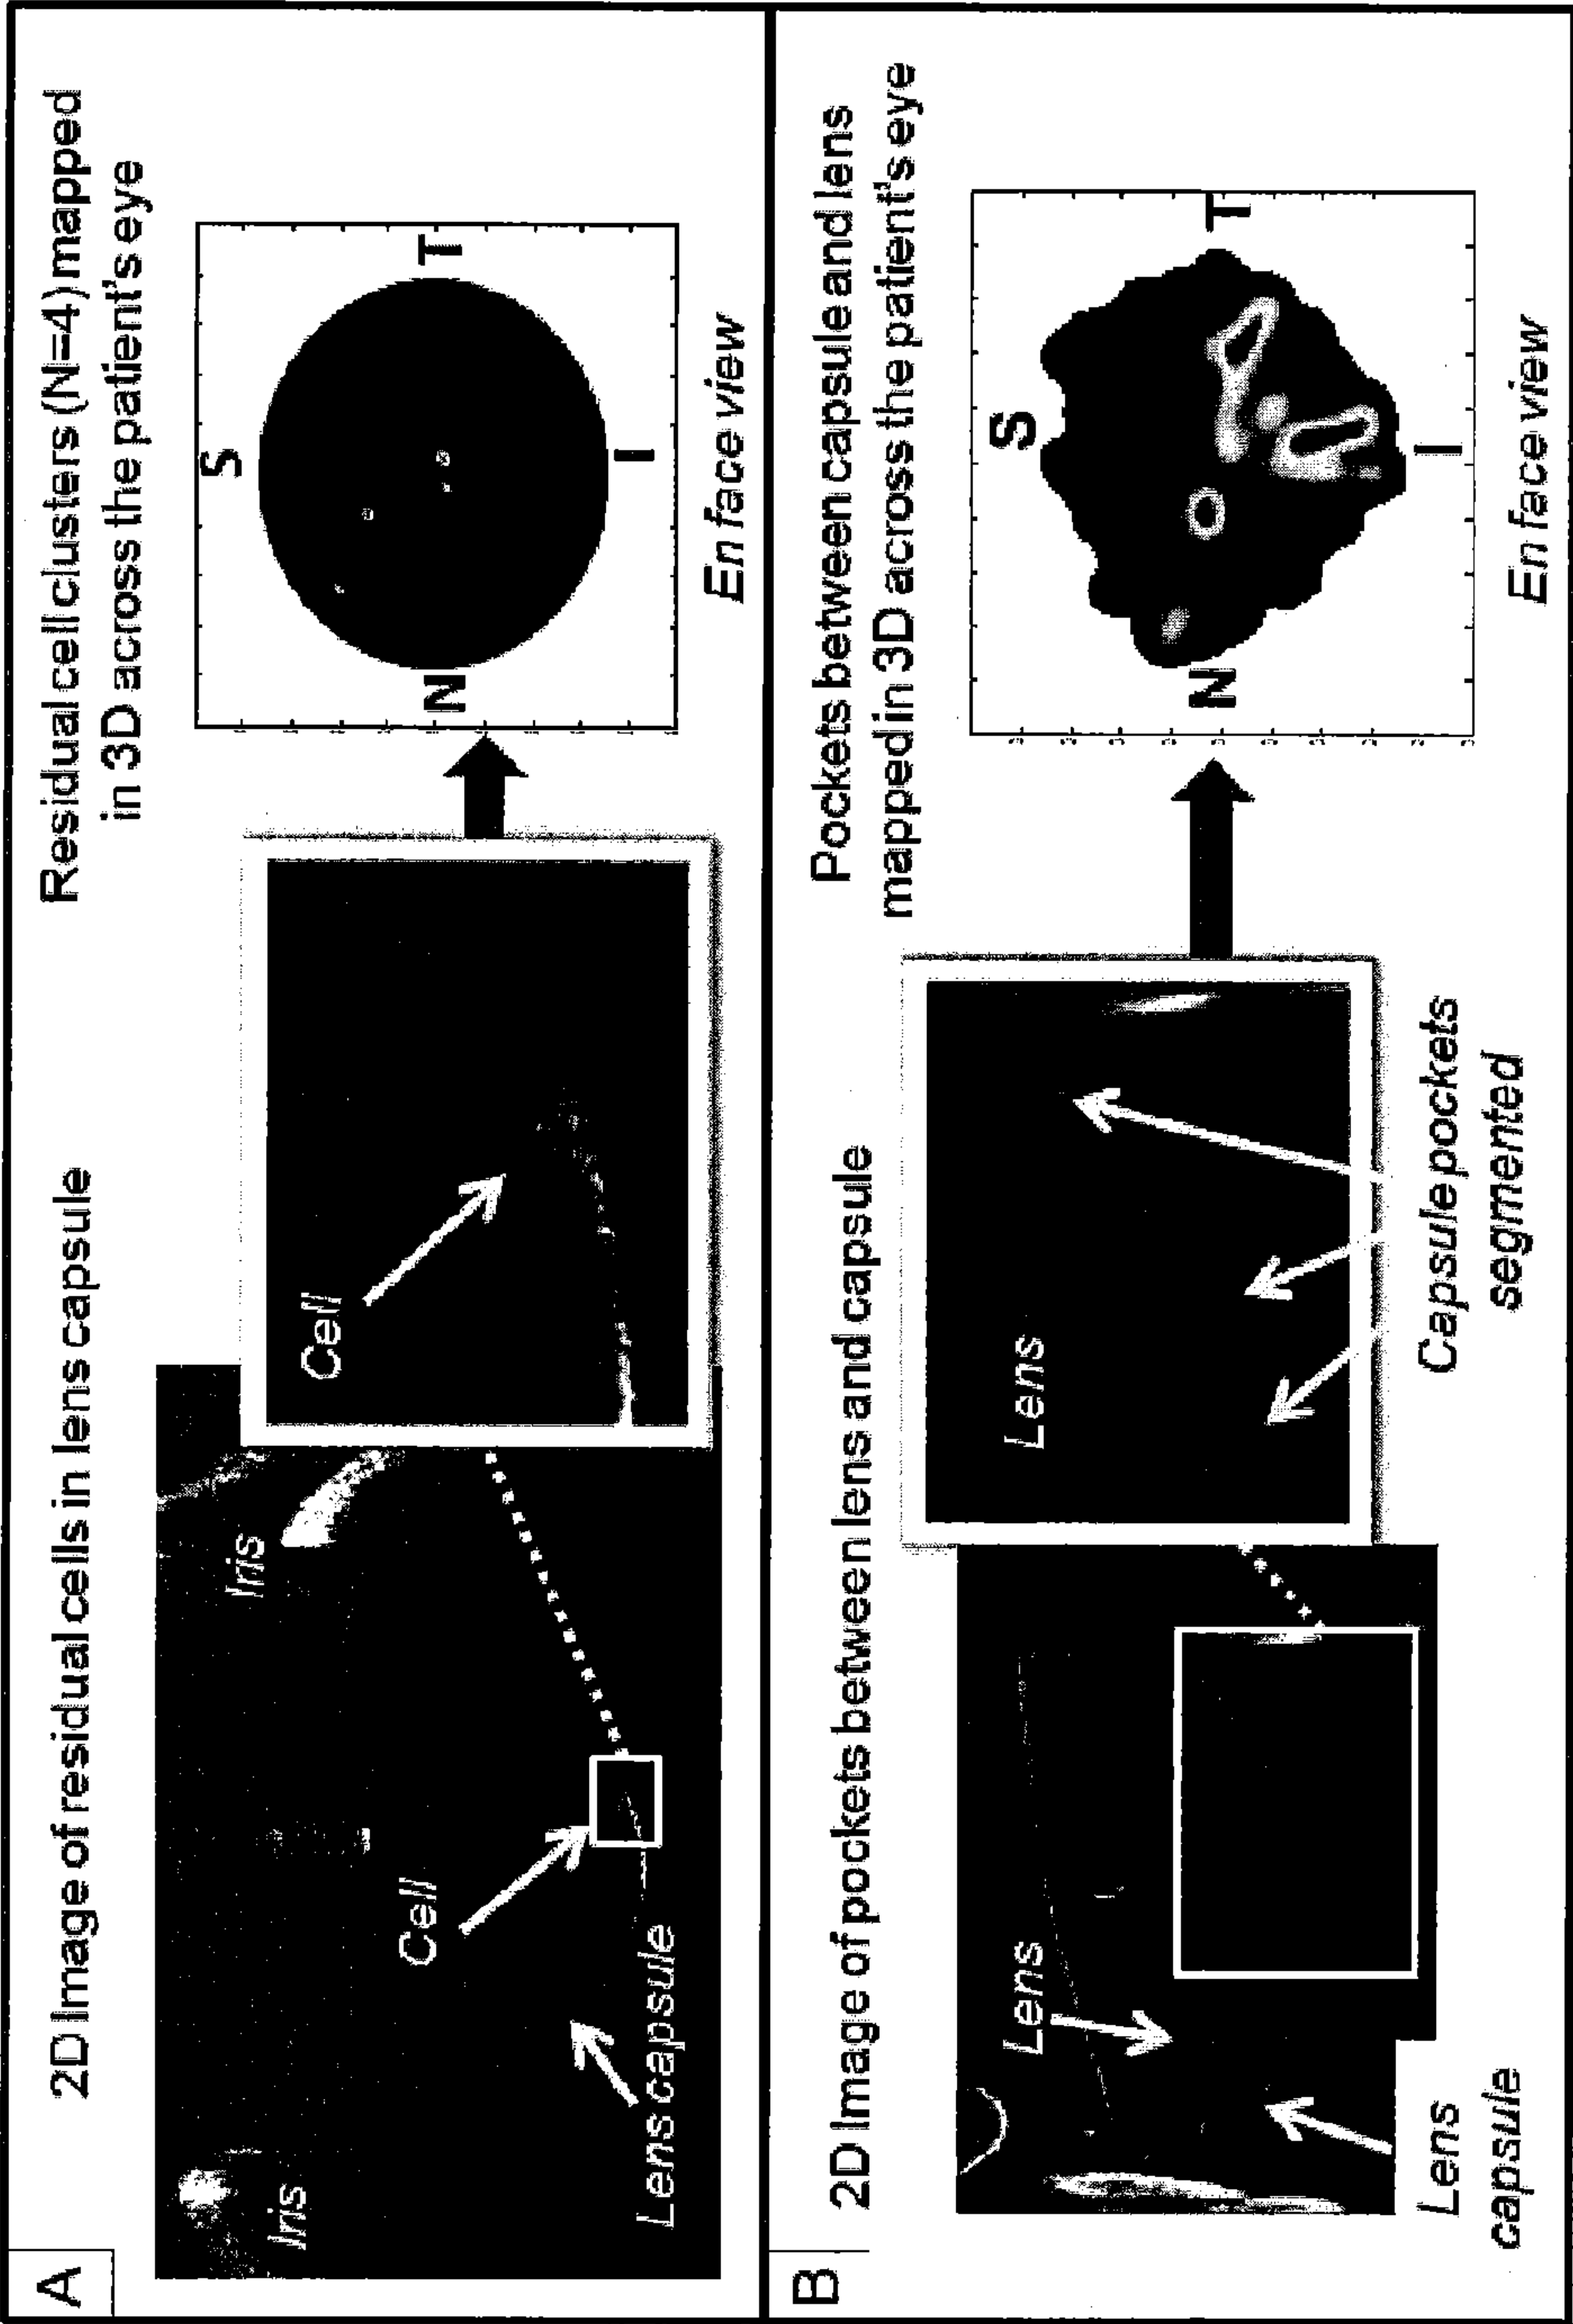 A
2D Image of residual cells in lens capsule
Residual cell clusters (N=4) mapped
in 3D across the patient's eye
Iris
Iris
Cell
Lens capsule
Cell
S
N
T
I
En face view
B
2D Image of pockets between lens and capsule
Pockets between capsule and lens
mapped in 3D across the patient's eye
Lens
Lens
capsule
Lens
Capsule pockets
segmented
S
N
T
I
En face view